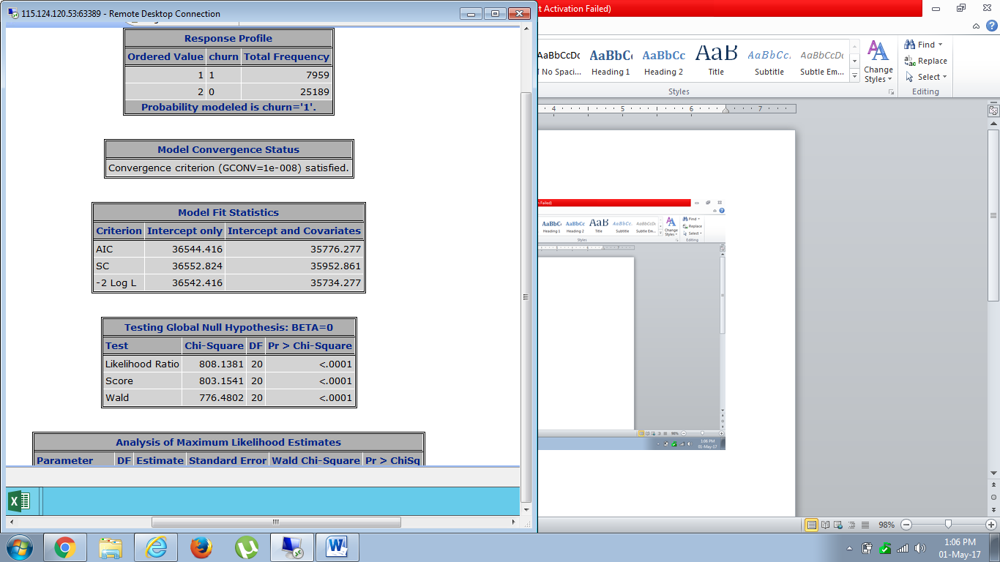 115.124.120.53:63389 - Remote Desktop Connection
Response Profile
Ordered Value churn Total Frequency
1 1 7959
2 0 25189
Probability modeled is churn='1'.
Model Convergence Status
Convergence criterion (GCONV=1e-008) satisfied.
Model Fit Statistics
Criterion Intercept only Intercept and Covariates
AIC 36544.416 35776.277
SC 36552.824 35952.861
-2 Log L 36542.416 35734.277
Testing Global Null Hypothesis: BETA=0
Test Chi-Square DF Pr > Chi-Square
Likelihood Ratio 808.1381 20 <.0001
Score 803.1541 20 <.0001
Wald 776.4802 20 <.0001
Analysis of Maximum Likelihood Estimates
Parameter DF Estimate Standard Error Wald Chi-Square Pr > ChiSq
ct Activation Failed)
AaBbCcDc AaBbCc AaBbCc AaB AaBbCc. AaBbCcDc
No Spaci... Heading 1 Heading 2 Title Subtitle Subtle Em...
Change
Styles
Styles
Find
Replace
Select
Editing
4 5 6 7
AaBbC AaBbCc AaB AaBbCc. AaBbCcDc
Heading 1 Heading 2 Title Subtitle Subtle Em...
Change
Styles
Styles
Find
Replace
Select
Editing
98%
1:06 PM
01-May-17
98%
1:06 PM
01-May-17